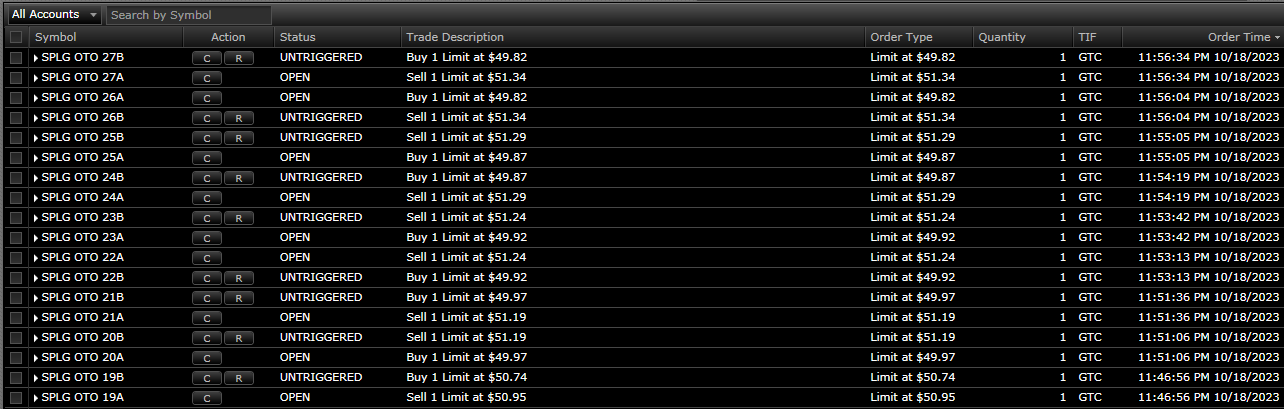 All Accounts Search by Symbol
Symbol Action Status Trade Description Order Type Quantity TIF Order Time
SPLG OTO 27B C R UNTRIGGERED Buy 1 Limit at $49.82 Limit at $49.82 1 GTC 11:56:34 PM 10/18/2023
SPLG OTO 27A C OPEN Sell 1 Limit at $51.34 Limit at $51.34 1 GTC 11:56:34 PM 10/18/2023
SPLG OTO 26A C OPEN Buy 1 Limit at $49.82 Limit at $49.82 1 GTC 11:56:04 PM 10/18/2023
SPLG OTO 26B C R UNTRIGGERED Sell 1 Limit at $51.34 Limit at $51.34 1 GTC 11:56:04 PM 10/18/2023
SPLG OTO 25B C R UNTRIGGERED Sell 1 Limit at $51.29 Limit at $51.29 1 GTC 11:55:05 PM 10/18/2023
SPLG OTO 25A C OPEN Buy 1 Limit at $49.87 Limit at $49.87 1 GTC 11:55:05 PM 10/18/2023
SPLG OTO 24B C R UNTRIGGERED Buy 1 Limit at $49.87 Limit at $49.87 1 GTC 11:54:19 PM 10/18/2023
SPLG OTO 24A C OPEN Sell 1 Limit at $51.29 Limit at $51.29 1 GTC 11:54:19 PM 10/18/2023
SPLG OTO 23B C R UNTRIGGERED Sell 1 Limit at $51.24 Limit at $51.24 1 GTC 11:53:42 PM 10/18/2023
SPLG OTO 23A C OPEN Buy 1 Limit at $49.92 Limit at $49.92 1 GTC 11:53:42 PM 10/18/2023
SPLG OTO 22A C OPEN Sell 1 Limit at $51.24 Limit at $51.24 1 GTC 11:53:13 PM 10/18/2023
SPLG OTO 22B C R UNTRIGGERED Buy 1 Limit at $49.92 Limit at $49.92 1 GTC 11:53:13 PM 10/18/2023
SPLG OTO 21B C R UNTRIGGERED Buy 1 Limit at $49.97 Limit at $49.97 1 GTC 11:51:36 PM 10/18/2023
SPLG OTO 21A C OPEN Sell 1 Limit at $51.19 Limit at $51.19 1 GTC 11:51:36 PM 10/18/2023
SPLG OTO 20B C R UNTRIGGERED Sell 1 Limit at $51.19 Limit at $51.19 1 GTC 11:51:06 PM 10/18/2023
SPLG OTO 20A C OPEN Buy 1 Limit at $49.97 Limit at $49.97 1 GTC 11:51:06 PM 10/18/2023
SPLG OTO 19B C R UNTRIGGERED Buy 1 Limit at $50.74 Limit at $50.74 1 GTC 11:46:56 PM 10/18/2023
SPLG OTO 19A C OPEN Sell 1 Limit at $50.95 Limit at $50.95 1 GTC 11:46:56 PM 10/18/2023